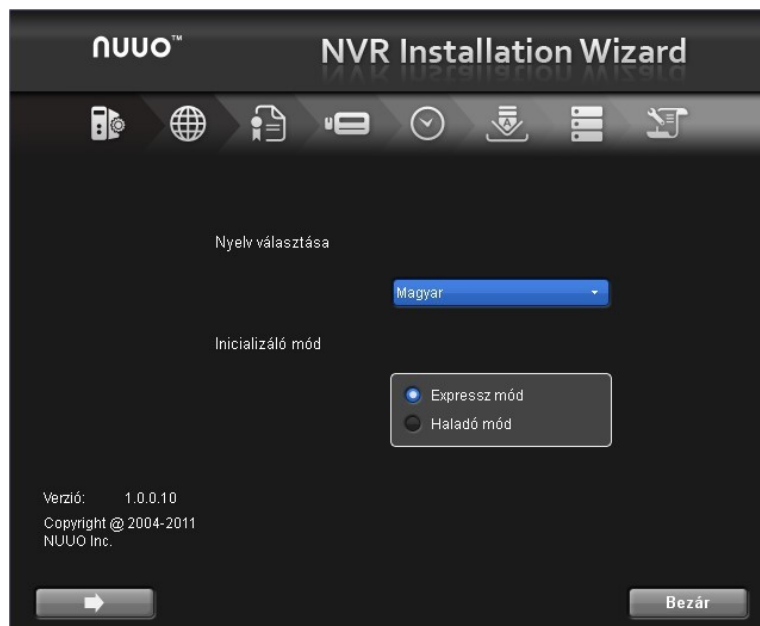 NUUO™
NVR Installation Wizard
A
Nyelv választása
Magyar
Inicializáló mód
Expressz mód
Haladó mód
Verzió: 1.0.0.10
Copyright @ 2004-2011
NUUO Inc.
Bezár